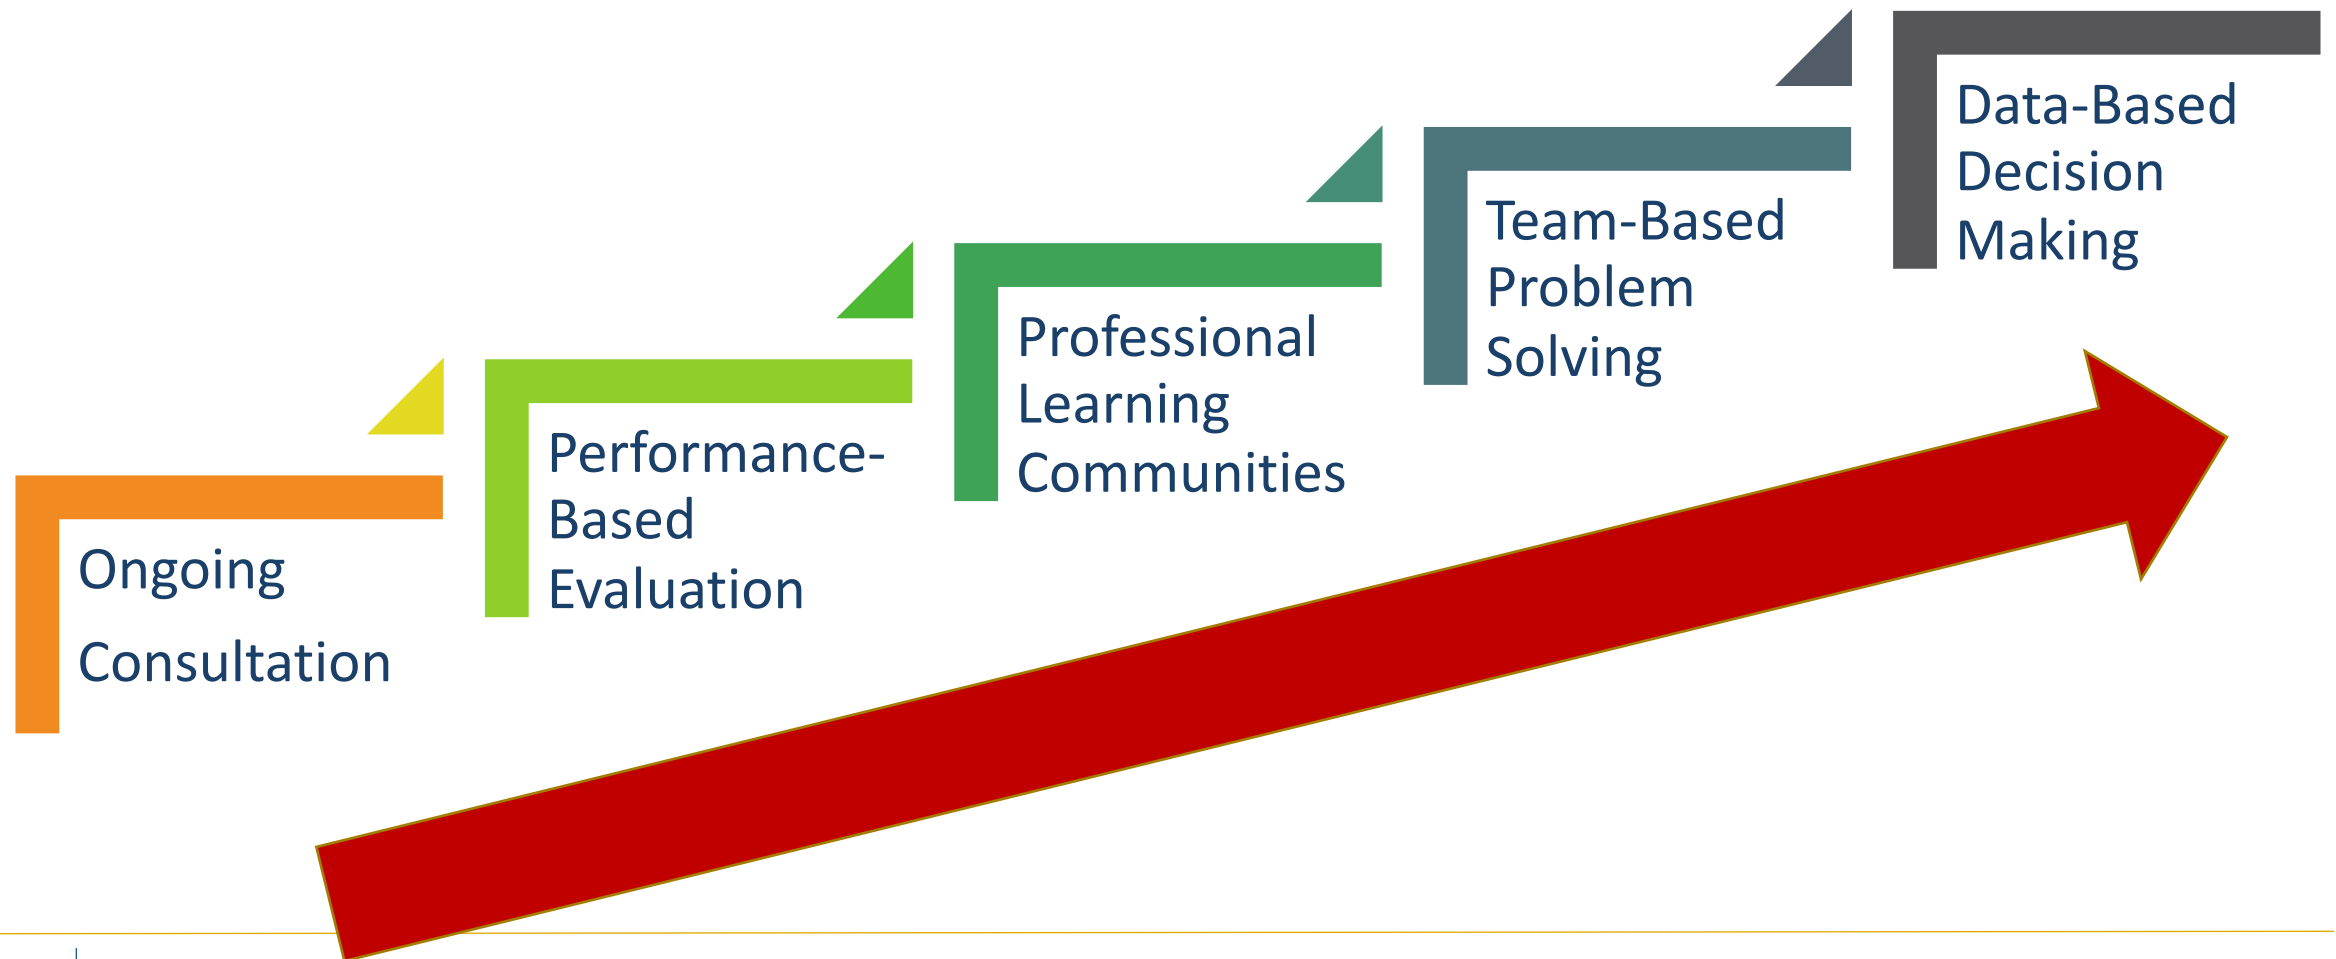 Ongoing
Consultation
Performance-
Based
Evaluation
Professional
Learning
Communities
Team-Based
Problem
Solving
Data-Based
Decision
Making